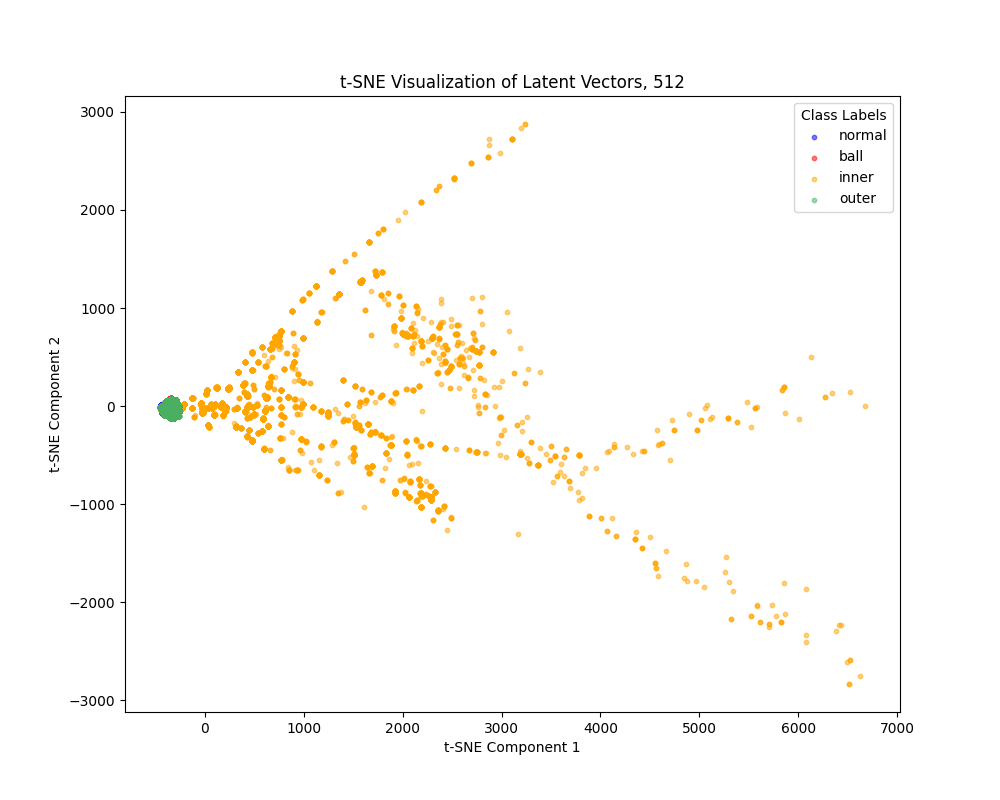 t-SNE Visualization of Latent Vectors, 512
Class Labels
normal
ball
inner
outer
3000
2000
1000
0
−1000
−2000
−3000
t-SNE Component 2
0
1000
2000
3000
4000
5000
6000
7000
t-SNE Component 1